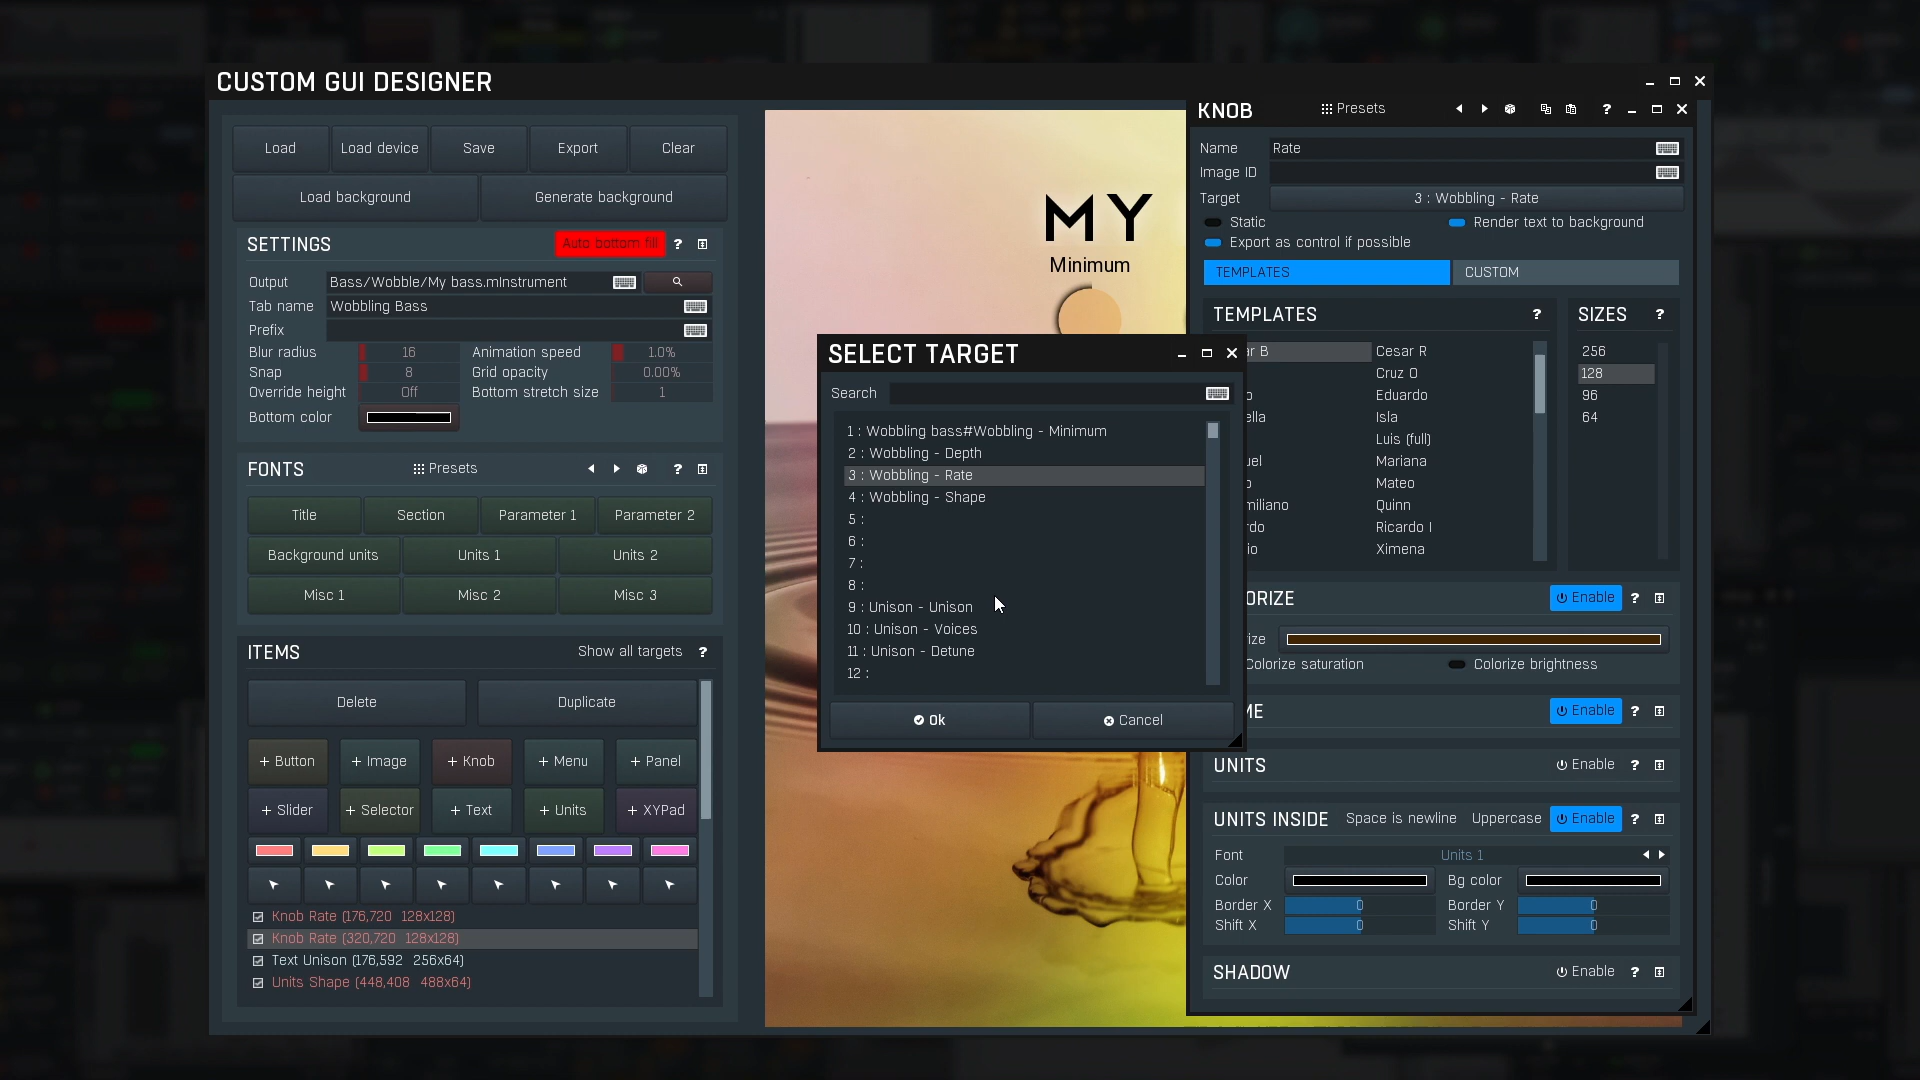 CUSTOM GUI DESIGNER
Load
Load device
Save
Export
Clear
Load background
Generate background
SETTINGS
Auto bottom fill
?
Output
Bass/Wobble/My bass.mInstrument
Tab name
Wobbling Bass
Prefix
Blur radius
16
Animation speed
1.0%
Snap
8
Grid opacity
0.00%
Override height
Off
Bottom stretch size
1
Bottom color
FONTS
Presets
?
Title
Section
Parameter 1
Parameter 2
Background units
Units 1
Units 2
Misc 1
Misc 2
Misc 3
ITEMS
Show all targets
?
Delete
Duplicate
+ Button
+ Image
+ Knob
+ Menu
+ Panel
+ Slider
+ Selector
+ Text
+ Units
+ XYPad
Knob Rate (176,720 128x128)
Knob Rate (320,720 128x128)
Text Unison (176,592 256x64)
Units Shape (448,408 488x64)
MY
Minimum
SELECT TARGET
Search
1 : Wobbling bass#Wobbling - Minimum
2 : Wobbling - Depth
3 : Wobbling - Rate
4 : Wobbling - Shape
5 :
6 :
7 :
8 :
9 : Unison - Unison
10 : Unison - Voices
11 : Unison - Detune
12 :
Ok
Cancel
KNOB
Presets
?
Name
Rate
Image ID
Target
3 : Wobbling - Rate
Static
Render text to background
Export as control if possible
TEMPLATES
CUSTOM
TEMPLATES
?
SIZES
?
ar B
Cesar R
Cruz O
o
Eduardo
ella
Isla
Luis (full)
uel
Mariana
o
Mateo
miliano
Quinn
rdo
Ricardo I
io
Ximena
256
128
96
64
ORIZE
Enable
?
ize
Colorize saturation
Colorize brightness
ME
Enable
?
UNITS
Enable
?
UNITS INSIDE
Space is newline
Uppercase
Enable
?
Font
Units 1
Color
Bg color
Border X
0
Border Y
0
Shift X
0
Shift Y
0
SHADOW
Enable
?